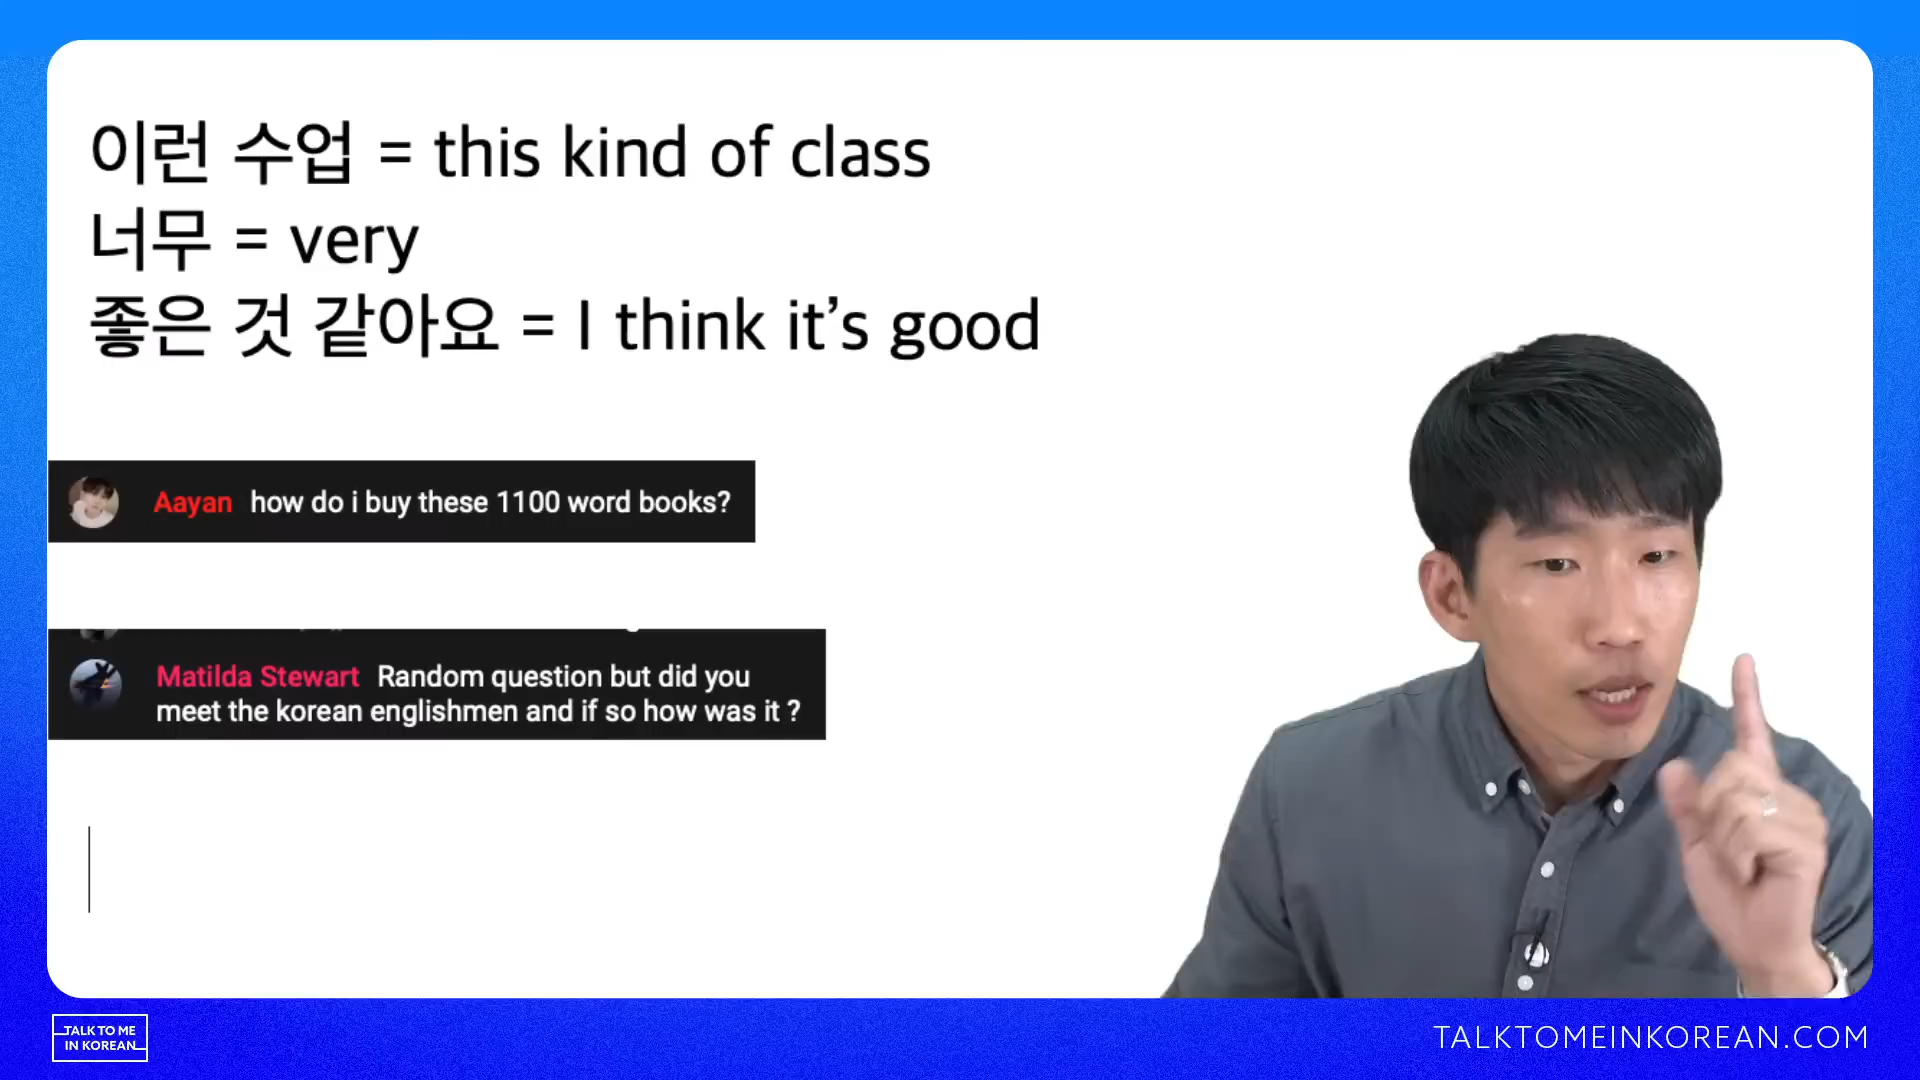 이런 수업 = this kind of class
너무 = very
좋은 것 같아요 = I think it’s good
Aayan how do i buy these 1100 word books?
Matilda Stewart Random question but did you
meet the korean englishmen and if so how was it ?
TALK TO ME
IN KOREAN
TALKTOMEINKOREAN.COM